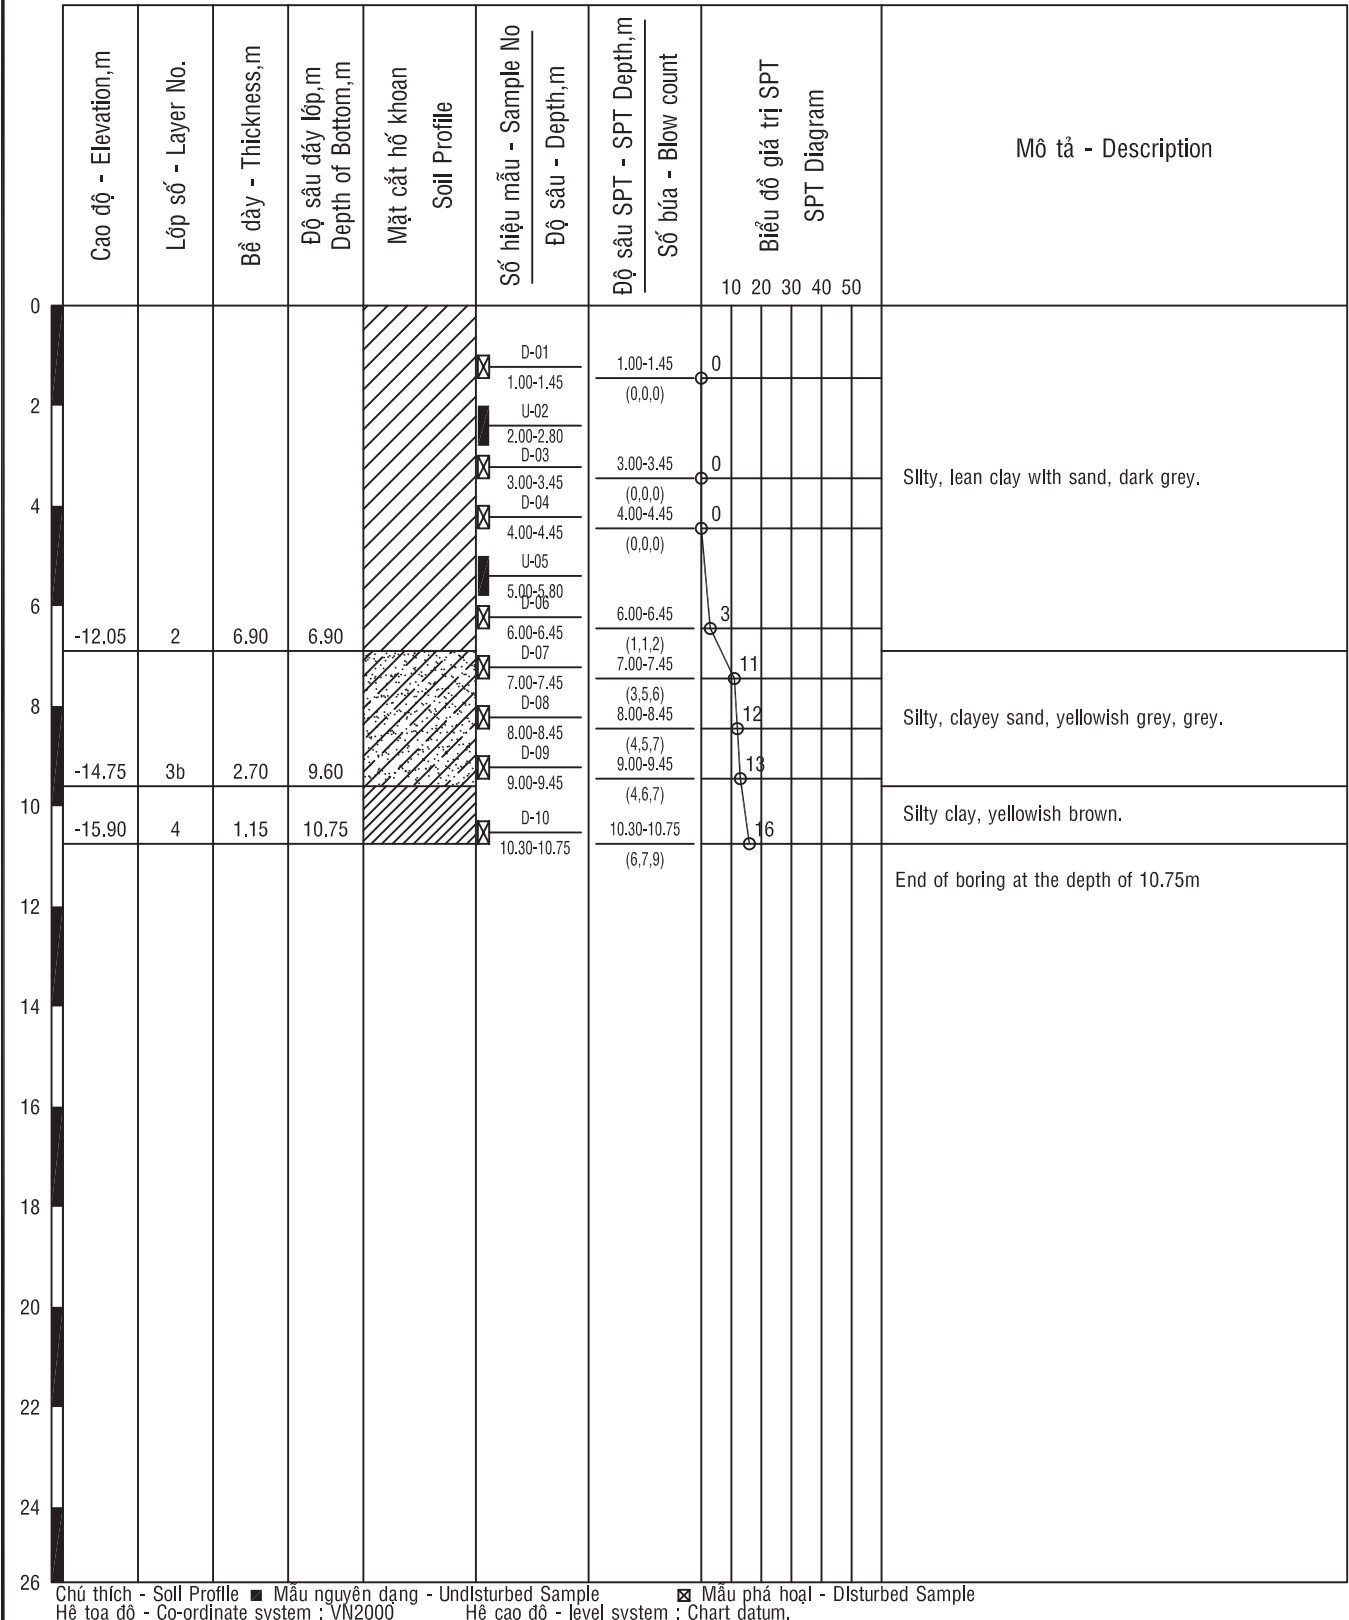 Cao độ - Elevation,m
Lớp số - Layer No.
Bề dày - Thickness,m
Độ sâu đáy lớp,m
Depth of Bottom,m
Mặt cắt hố khoan
Soil Profile
Số hiệu mẫu - Sample No
Độ sâu - Depth,m
Độ sâu SPT - SPT Depth,m
Số búa - Blow count
Biểu đồ giá trị SPT
SPT Diagram
10 20 30 40 50
Mô tả - Description
0
D-01
1.00-1.45
1.00-1.45
(0,0,0)
0
2
U-02
2.00-2.80
D-03
3.00-3.45
3.00-3.45
(0,0,0)
0
Silty, lean clay with sand, dark grey.
4
D-04
4.00-4.45
4.00-4.45
(0,0,0)
0
U-05
5.00-5.80
6
D-06
6.00-6.45
6.00-6.45
(1,1,2)
3
-12.05 2 6.90 6.90
D-07
7.00-7.45
7.00-7.45
(3,5,6)
11
8
D-08
8.00-8.45
8.00-8.45
(4,5,7)
12
Silty, clayey sand, yellowish grey, grey.
-14.75 3b 2.70 9.60
D-09
9.00-9.45
9.00-9.45
(4,6,7)
13
10
-15.90 4 1.15 10.75
D-10
10.30-10.75
10.30-10.75
(6,7,9)
16
Silty clay, yellowish brown.
End of boring at the depth of 10.75m
12
14
16
18
20
22
24
26
Chú thích - Soil Profile Mẫu nguyên dạng - Undisturbed Sample Mẫu phá hoại - Disturbed Sample
Hệ tọa độ - Co-ordinate system : VN2000 Hệ cao độ - level system : Chart datum.